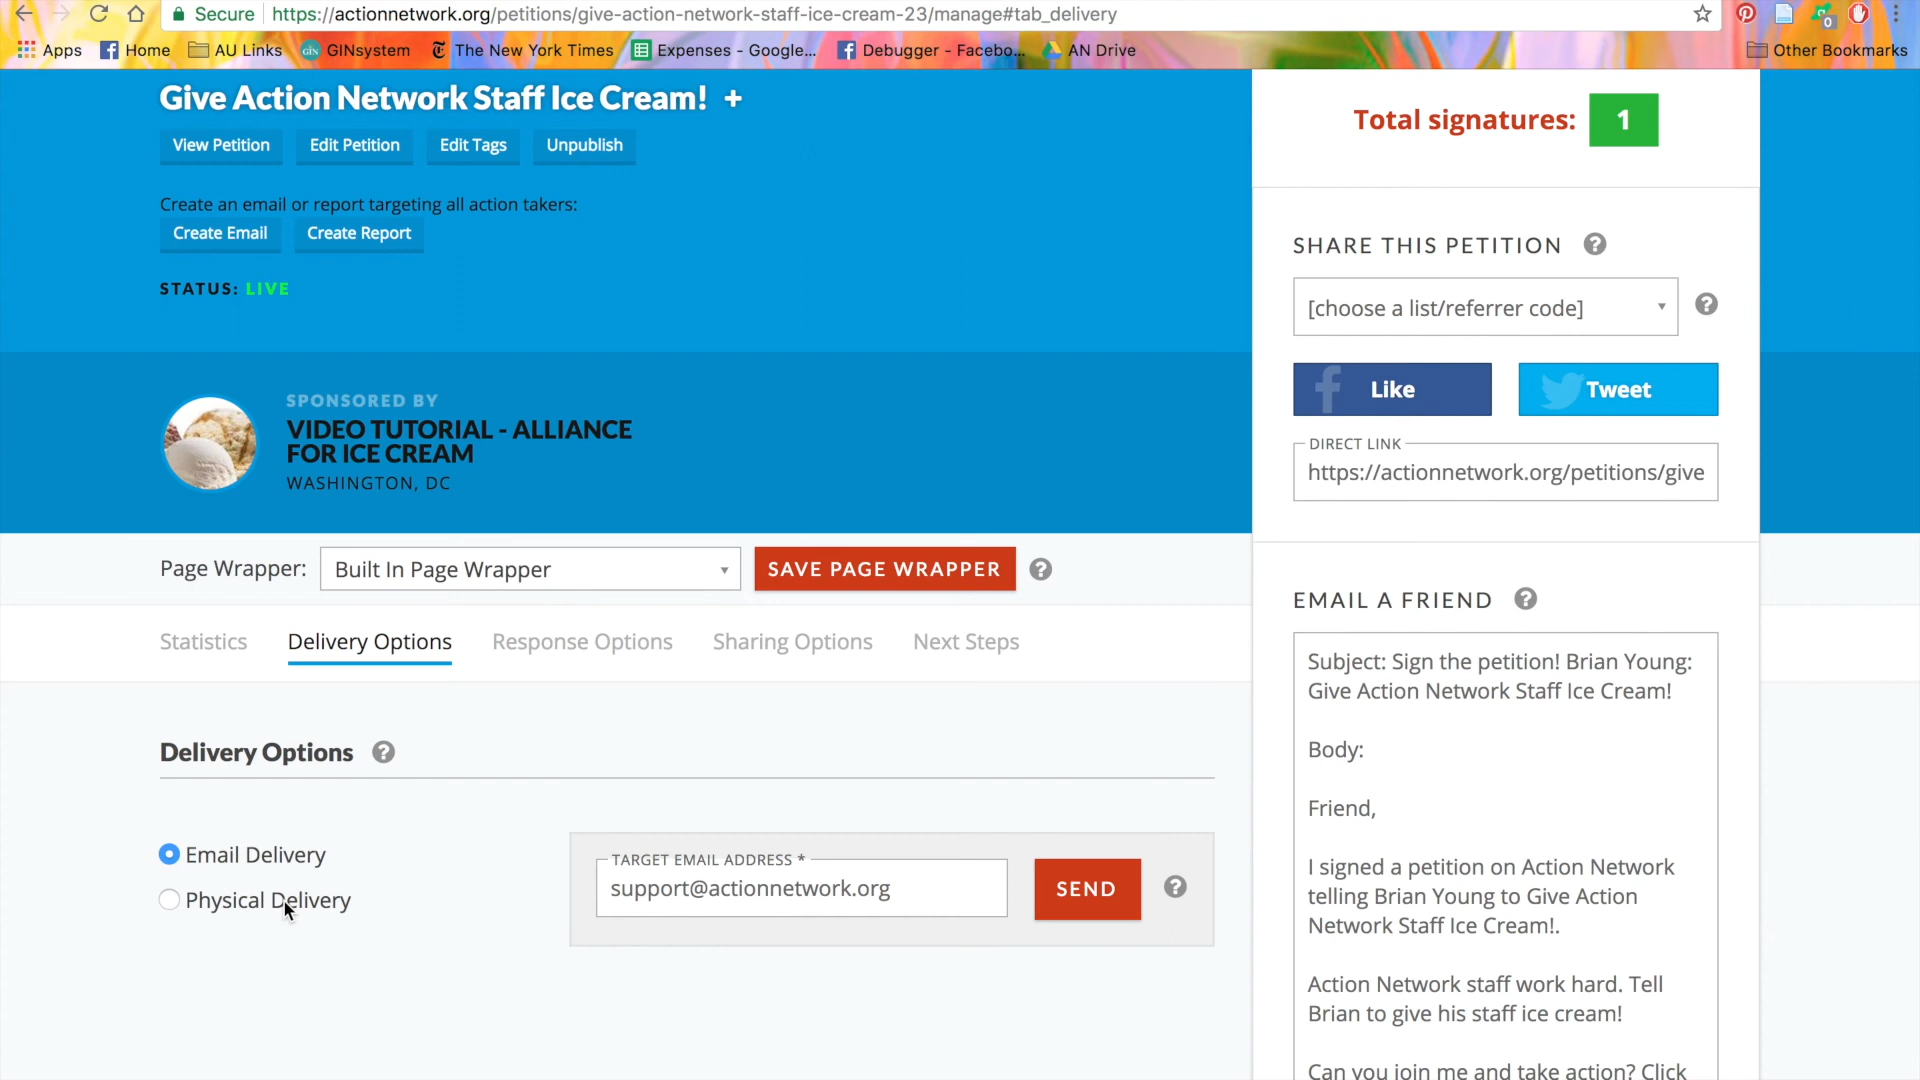 Secure https://actionnetwork.org/petitions/give-action-network-staff-ice-cream-23/manage#tab_delivery
0
Apps Home AU Links GINsystem The New York Times Expenses - Google... Debugger - Facebo... AN Drive Other Bookmarks
Give Action Network Staff Ice Cream! +
View Petition Edit Petition Edit Tags Unpublish
Create an email or report targeting all action takers:
Create Email Create Report
STATUS: LIVE
SPONSORED BY
VIDEO TUTORIAL - ALLIANCE
FOR ICE CREAM
WASHINGTON, DC
Page Wrapper: Built In Page Wrapper SAVE PAGE WRAPPER ?
Statistics Delivery Options Response Options Sharing Options Next Steps
Delivery Options ?
Email Delivery
Physical Delivery
TARGET EMAIL ADDRESS *
support@actionnetwork.org SEND ?
Total signatures: 1
SHARE THIS PETITION ?
[choose a list/referrer code] ?
Like Tweet
DIRECT LINK
https://actionnetwork.org/petitions/give
EMAIL A FRIEND ?
Subject: Sign the petition! Brian Young:
Give Action Network Staff Ice Cream!
Body:
Friend,
I signed a petition on Action Network
telling Brian Young to Give Action
Network Staff Ice Cream!.
Action Network staff work hard. Tell
Brian to give his staff ice cream!
Can you join me and take action? Click